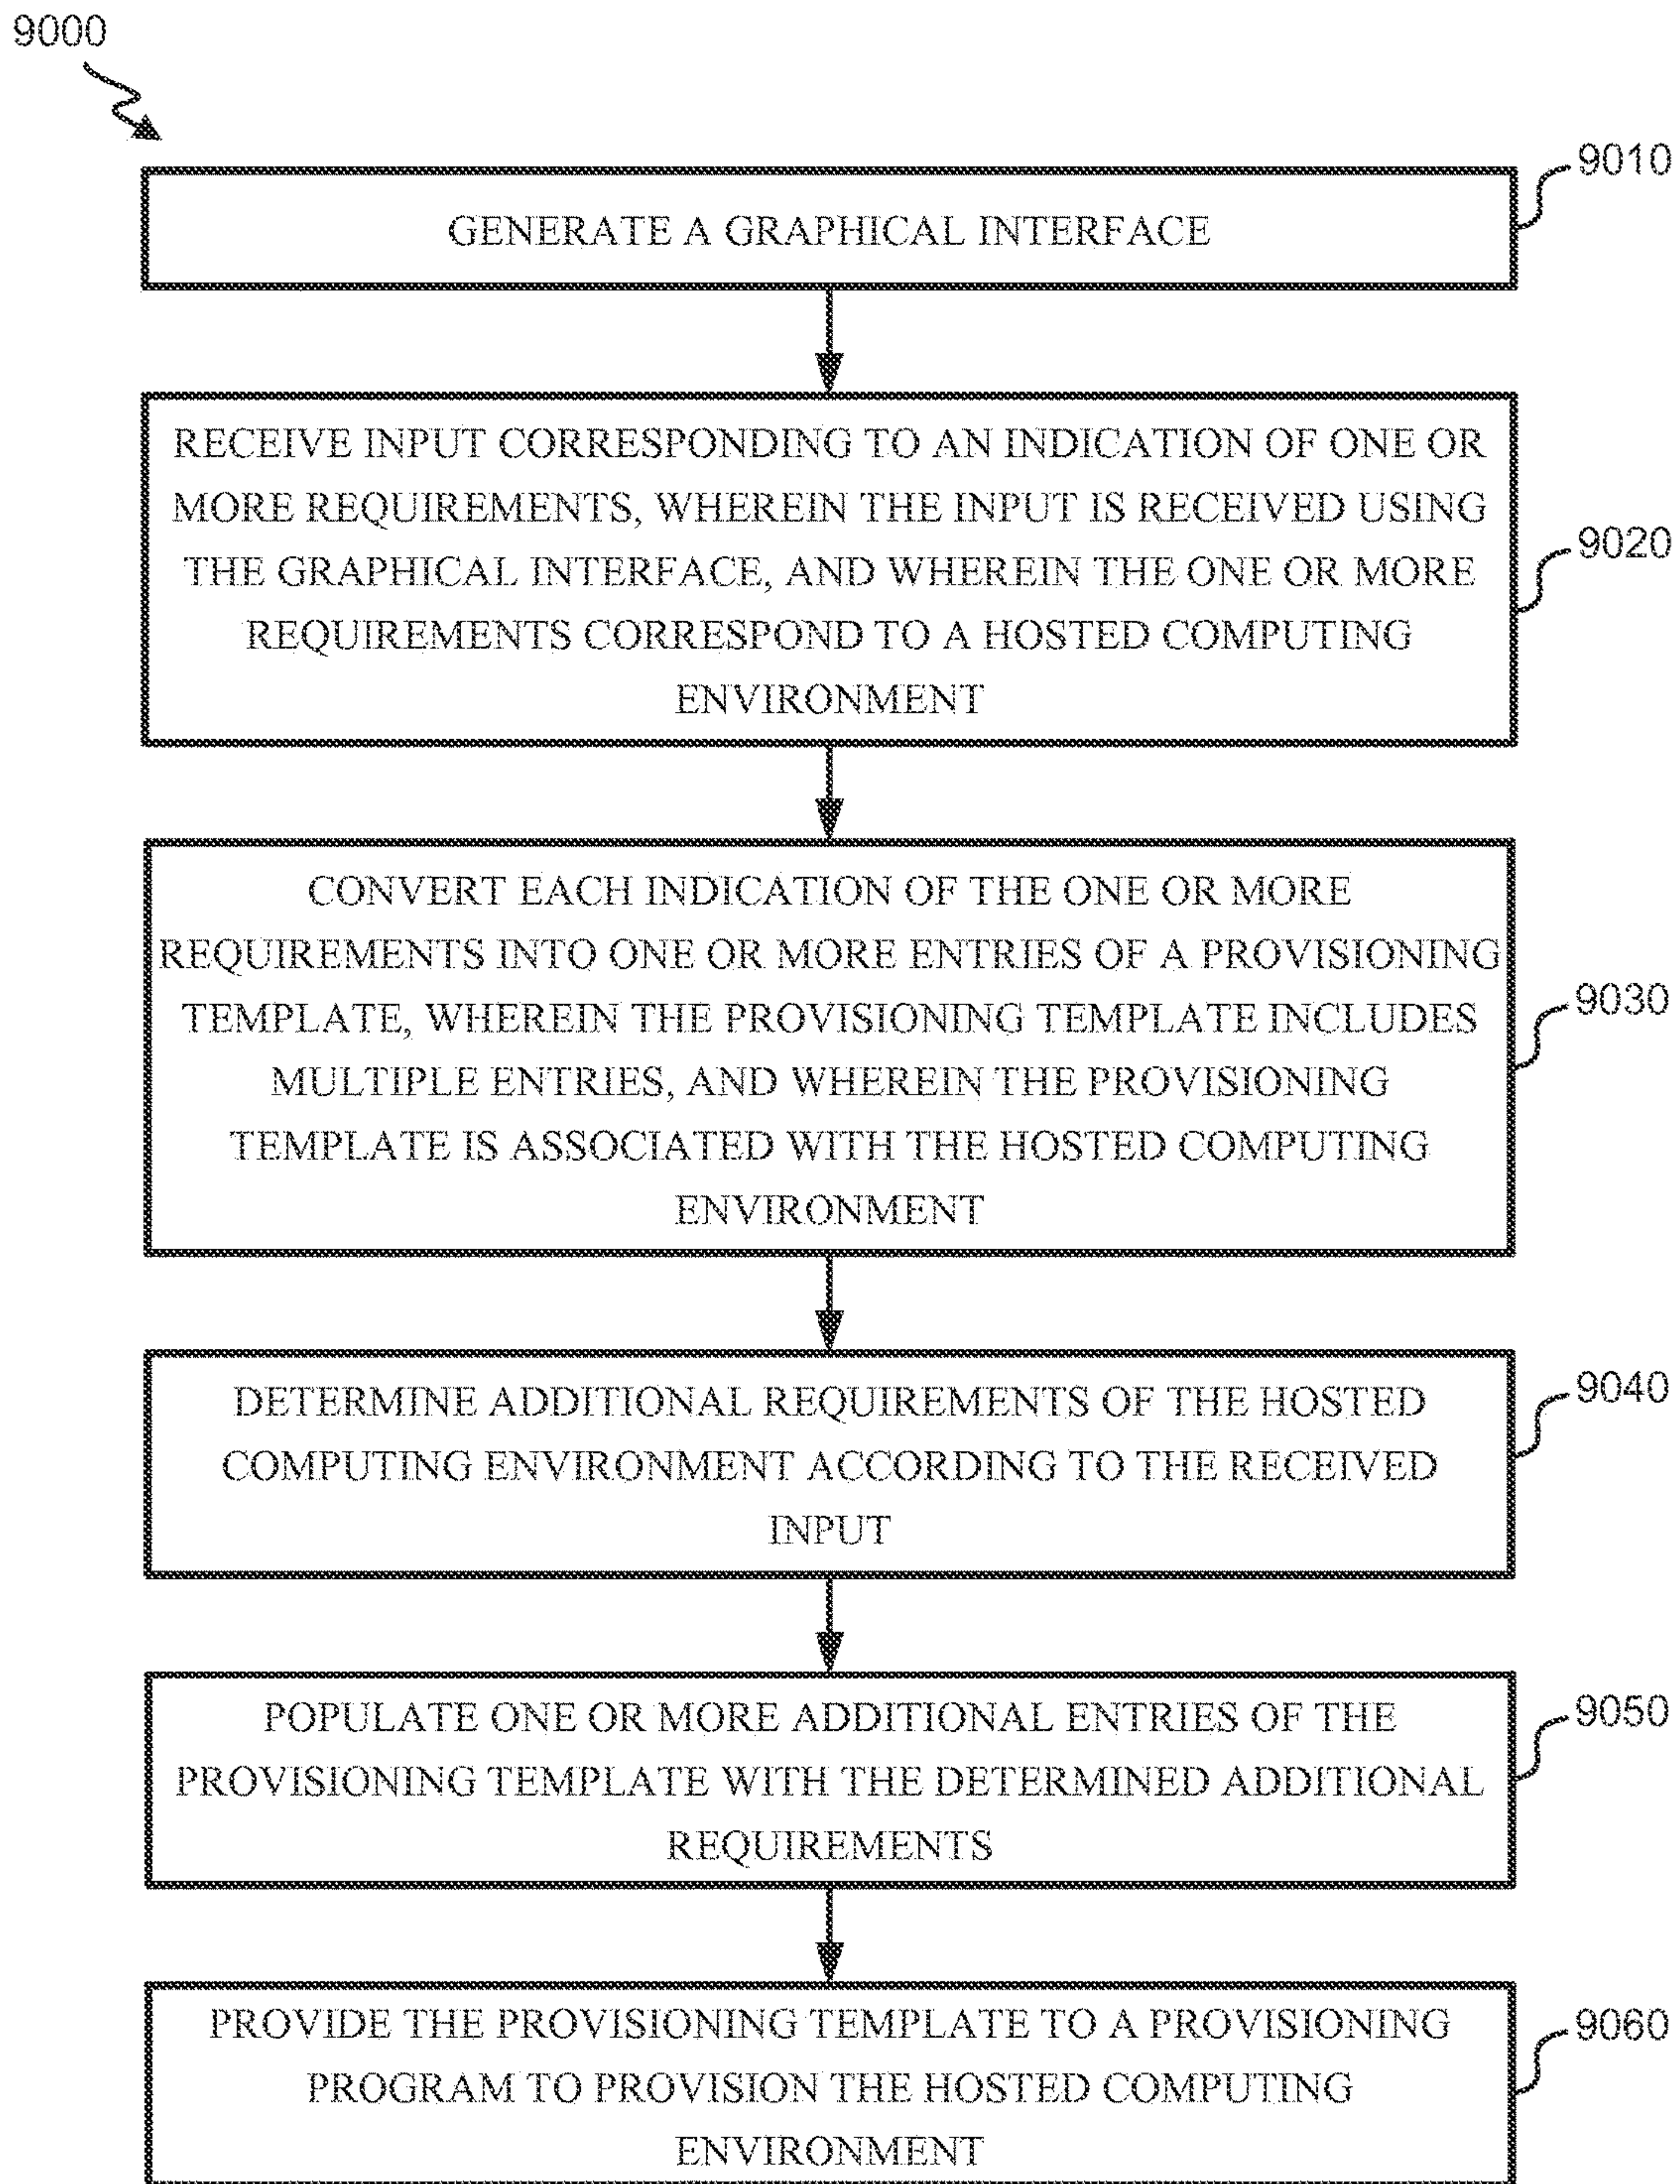 9000
9010
GENERATE A GRAPHICAL INTERFACE
RECEIVE INPUT CORRESPONDING TO AN INDICATION OF ONE OR
MORE REQUIREMENTS, WHEREIN THE INPUT IS RECEIVED USING
THE GRAPHICAL INTERFACE, AND WHEREIN THE ONE OR MORE
REQUIREMENTS CORRESPOND TO A HOSTED COMPUTING
ENVIRONMENT
9020
CONVERT EACH INDICATION OF THE ONE OR MORE
REQUIREMENTS INTO ONE OR MORE ENTRIES OF A PROVISIONING
TEMPLATE, WHEREIN THE PROVISIONING TEMPLATE INCLUDES
MULTIPLE ENTRIES, AND WHEREIN THE PROVISIONING
TEMPLATE IS ASSOCIATED WITH THE HOSTED COMPUTING
ENVIRONMENT
9030
DETERMINE ADDITIONAL REQUIREMENTS OF THE HOSTED
COMPUTING ENVIRONMENT ACCORDING TO THE RECEIVED
INPUT
9040
POPULATE ONE OR MORE ADDITIONAL ENTRIES OF THE
PROVISIONING TEMPLATE WITH THE DETERMINED ADDITIONAL
REQUIREMENTS
9050
PROVIDE THE PROVISIONING TEMPLATE TO A PROVISIONING
PROGRAM TO PROVISION THE HOSTED COMPUTING
ENVIRONMENT
9060